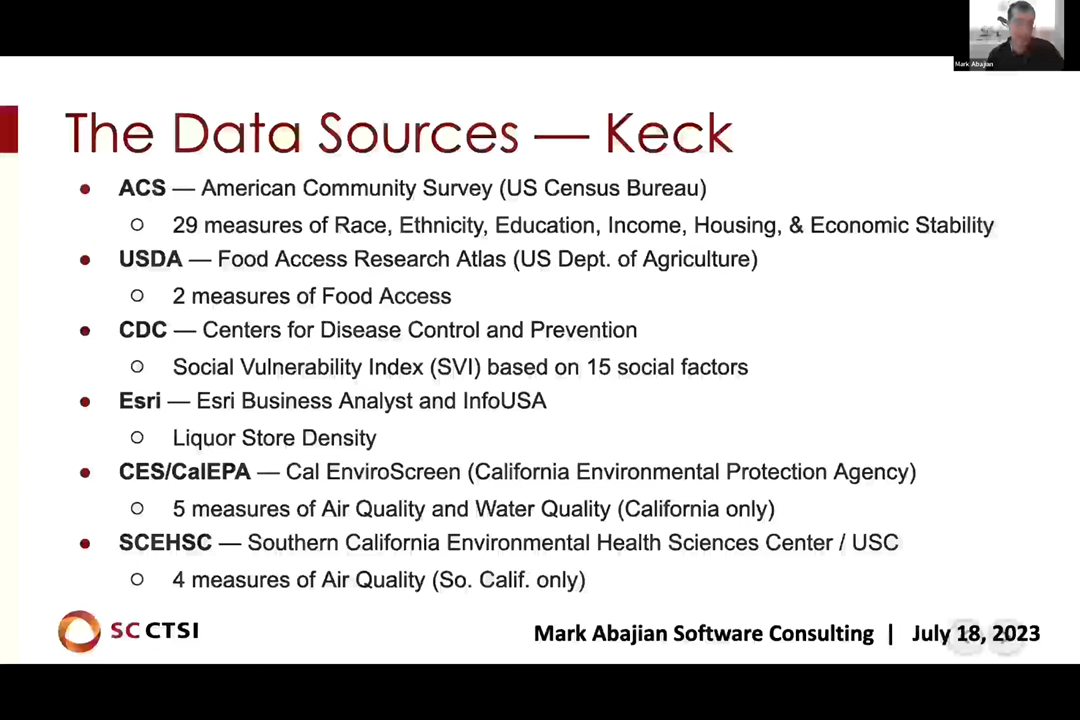 Mark Abajian
The Data Sources — Keck
● ACS — American Community Survey (US Census Bureau)
○ 29 measures of Race, Ethnicity, Education, Income, Housing, & Economic Stability
● USDA — Food Access Research Atlas (US Dept. of Agriculture)
○ 2 measures of Food Access
● CDC — Centers for Disease Control and Prevention
○ Social Vulnerability Index (SVI) based on 15 social factors
● Esri — Esri Business Analyst and InfoUSA
○ Liquor Store Density
● CES/CalEPA — Cal EnviroScreen (California Environmental Protection Agency)
○ 5 measures of Air Quality and Water Quality (California only)
● SCEHSC — Southern California Environmental Health Sciences Center / USC
○ 4 measures of Air Quality (So. Calif. only)
SC CTSI
Mark Abajian Software Consulting | July 18, 2023